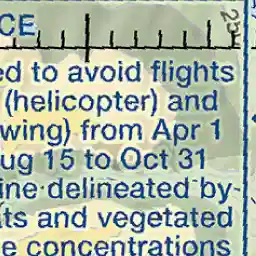 CE
ed to avoid flights
(helicopter) and
wing) from Apr 1
ug 15 to Oct 31
ine delineated by
ts and vegetated
e concentrations